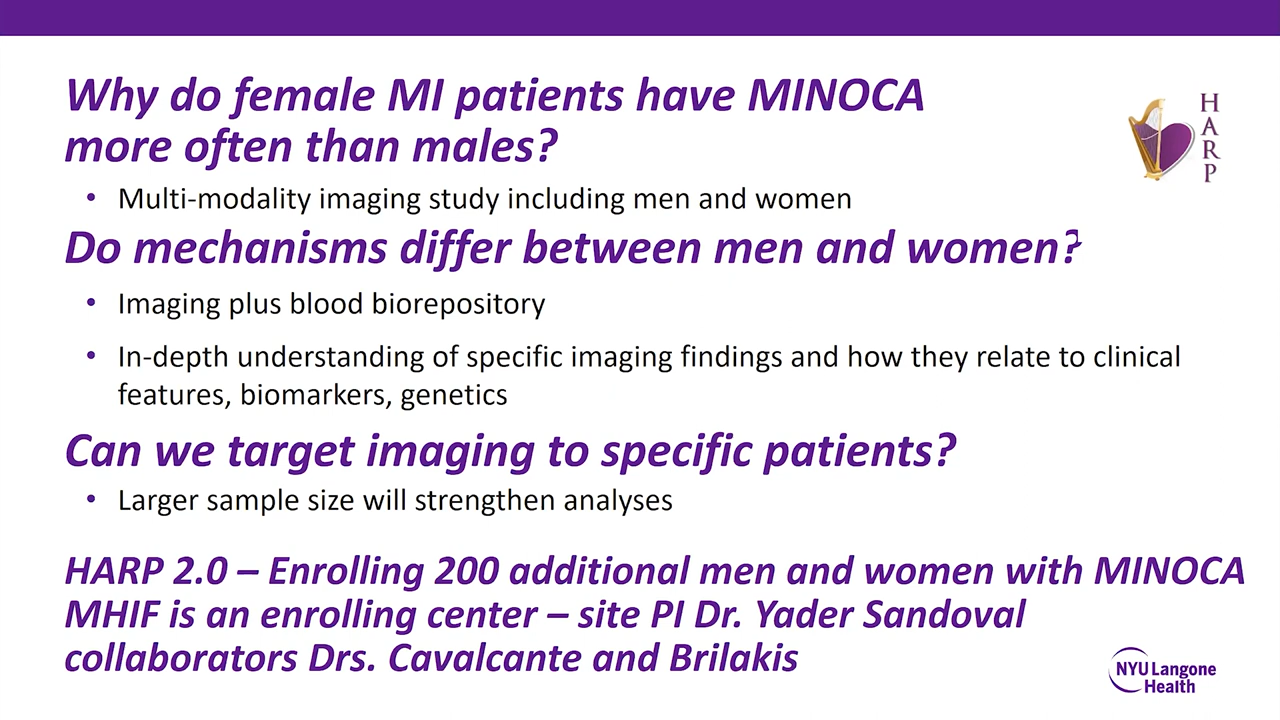 Why do female MI patients have MINOCA
more often than males?
HARP
• Multi-modality imaging study including men and women
Do mechanisms differ between men and women?
• Imaging plus blood biorepository
• In-depth understanding of specific imaging findings and how they relate to clinical
features, biomarkers, genetics
Can we target imaging to specific patients?
• Larger sample size will strengthen analyses
HARP 2.0 – Enrolling 200 additional men and women with MINOCA
MHIF is an enrolling center – site PI Dr. Yader Sandoval
collaborators Drs. Cavalcante and Brilakis
NYU Langone
Health